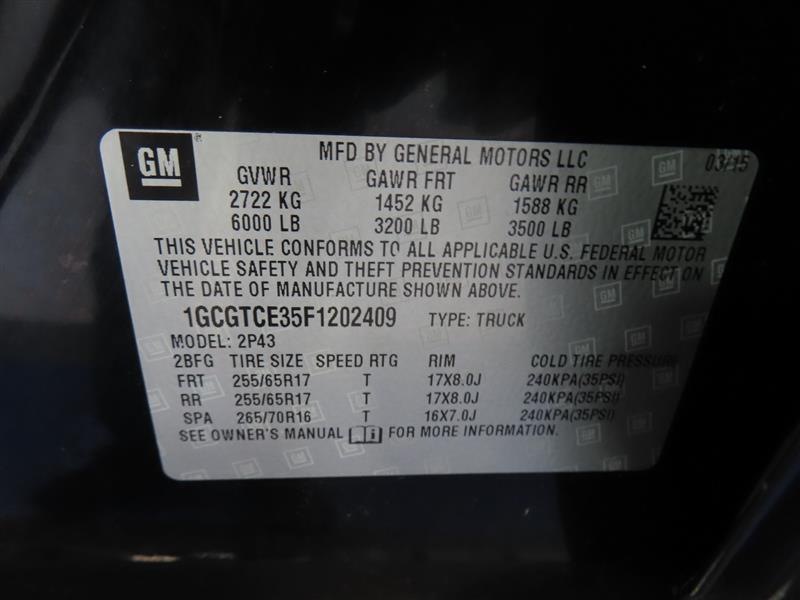 GM
MFD BY GENERAL MOTORS LLC
03/15
GVWR GAWR FRT GAWR RR
2722 KG 1452 KG 1588 KG
6000 LB 3200 LB 3500 LB
THIS VEHICLE CONFORMS TO ALL APPLICABLE U.S. FEDERAL MOTOR
VEHICLE SAFETY AND THEFT PREVENTION STANDARDS IN EFFECT ON
THE DATE OF MANUFACTURE SHOWN ABOVE.
1GCGTCE35F1202409 TYPE: TRUCK
MODEL: 2P43
2BFG TIRE SIZE SPEED RTG RIM COLD TIRE PRESSURE
FRT 255/65R17 T 17X8.0J 240KPA(35PSI)
RR 255/65R17 T 17X8.0J 240KPA(35PSI)
SPA 265/70R16 T 16X7.0J 240KPA(35PSI)
SEE OWNER'S MANUAL FOR MORE INFORMATION.